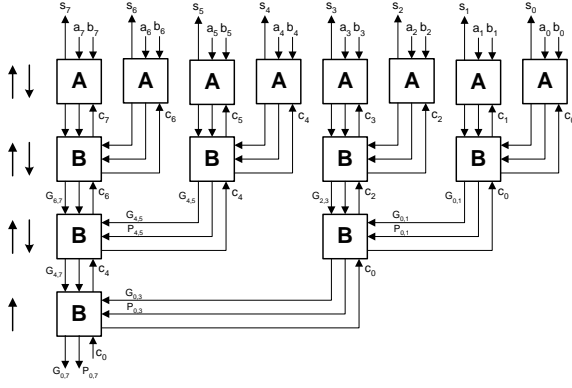 s7 s6 s5 s4 s3 s2 s1 s0
a7 b7 a6 b6 a5 b5 a4 b4 a3 b3 a2 b2 a1 b1 a0 b0
A A A A A A A A
c7 c6 c5 c4 c3 c2 c1 c0
B B B B
G6,7 c6 G4,5 c4 G2,3 c2 G0,1 c0
G4,5 G0,1
P4,5 P0,1
B B
G4,7 c4 c0
G0,3
P0,3
B
c0
G0,7 P0,7